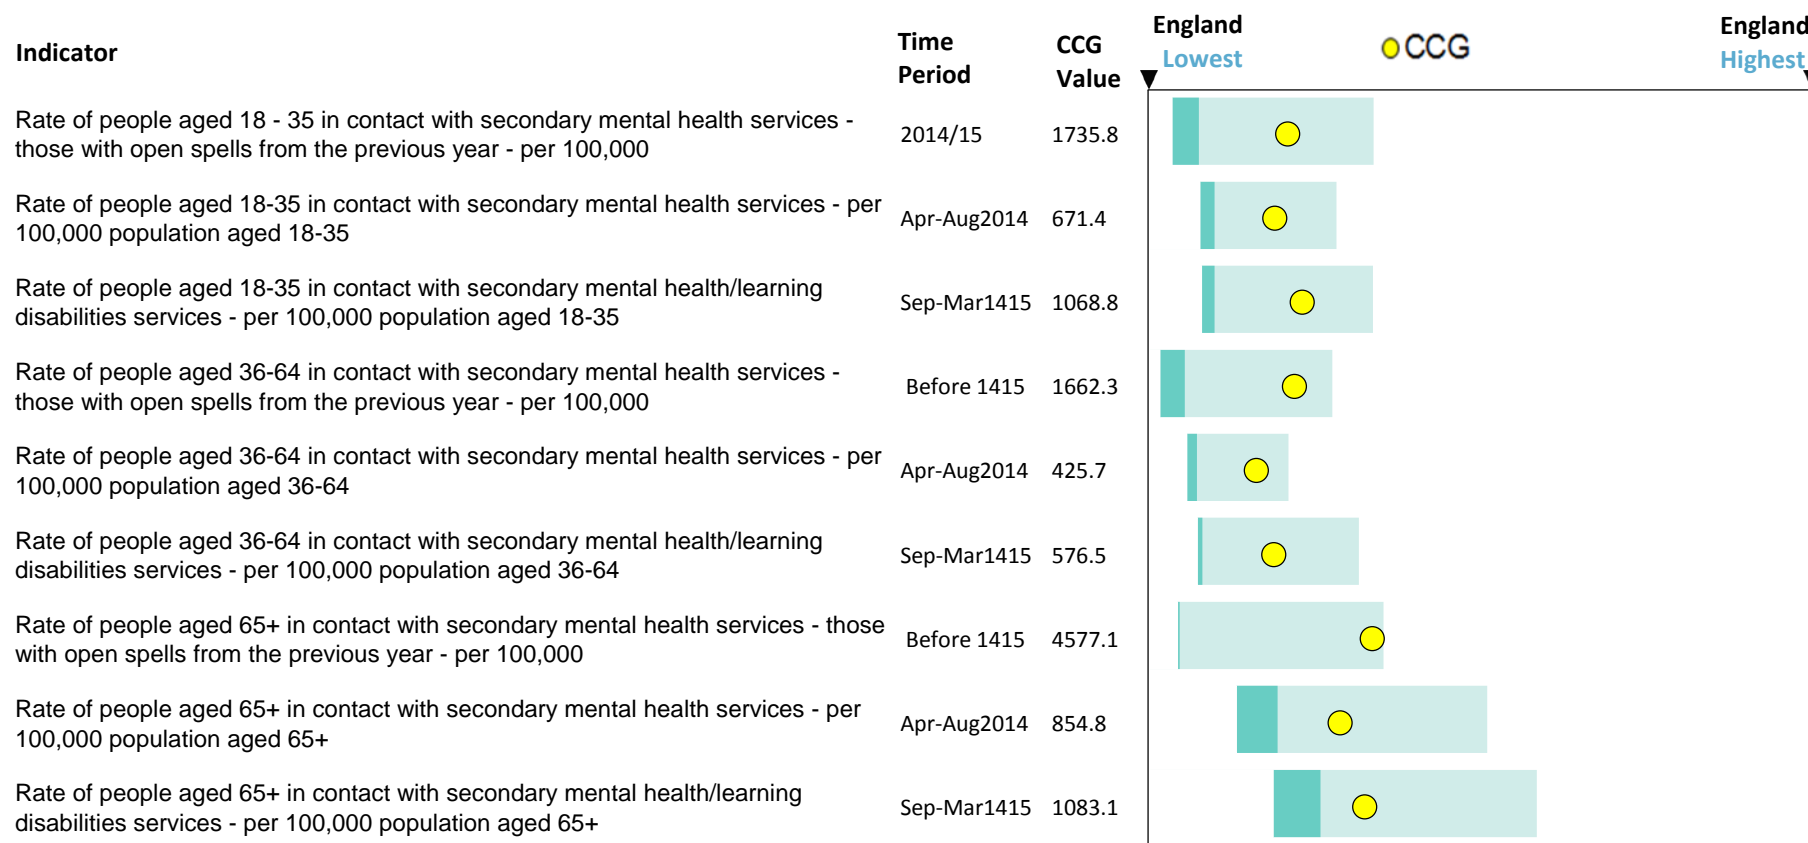 Indicator
Time
Period
CCG
Value
England
Lowest
CCG
England
Highest
Rate of people aged 18 - 35 in contact with secondary mental health services -
those with open spells from the previous year - per 100,000
2014/15
1735.8
Rate of people aged 18-35 in contact with secondary mental health services - per
100,000 population aged 18-35
Apr-Aug2014
671.4
Rate of people aged 18-35 in contact with secondary mental health/learning
disabilities services - per 100,000 population aged 18-35
Sep-Mar1415
1068.8
Rate of people aged 36-64 in contact with secondary mental health services -
those with open spells from the previous year - per 100,000
Before 1415
1662.3
Rate of people aged 36-64 in contact with secondary mental health services - per
100,000 population aged 36-64
Apr-Aug2014
425.7
Rate of people aged 36-64 in contact with secondary mental health/learning
disabilities services - per 100,000 population aged 36-64
Sep-Mar1415
576.5
Rate of people aged 65+ in contact with secondary mental health services - those
with open spells from the previous year - per 100,000
Before 1415
4577.1
Rate of people aged 65+ in contact with secondary mental health services - per
100,000 population aged 65+
Apr-Aug2014
854.8
Rate of people aged 65+ in contact with secondary mental health/learning
disabilities services - per 100,000 population aged 65+
Sep-Mar1415
1083.1